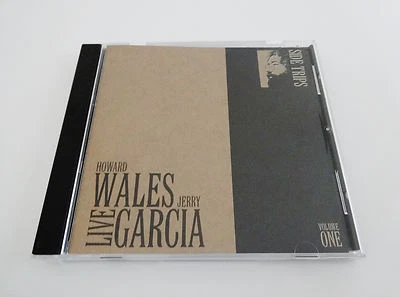 SIDE TRIPS
HOWARD
WALES
JERRY
LIVE
GARCIA
VOLUME
ONE